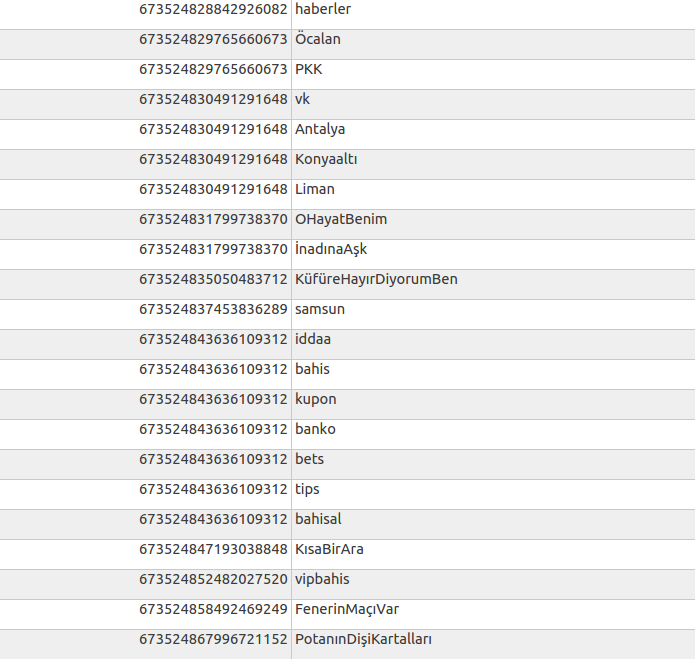 673524828842926082 haberler
673524829765660673 Öcalan
673524829765660673 PKK
673524830491291648 vk
673524830491291648 Antalya
673524830491291648 Konyaaltı
673524830491291648 Liman
673524831799738370 OHayatBenim
673524831799738370 İnadınaAşk
673524835050483712 KüfüreHayırDiyorumBen
673524837453836289 samsun
673524843636109312 iddaa
673524843636109312 bahis
673524843636109312 kupon
673524843636109312 banko
673524843636109312 bets
673524843636109312 tips
673524843636109312 bahisal
673524847193038848 KısaBirAra
673524852482027520 vipbahis
673524858492469249 FenerinMaçıVar
673524867996721152 PotanınDişiKartalları